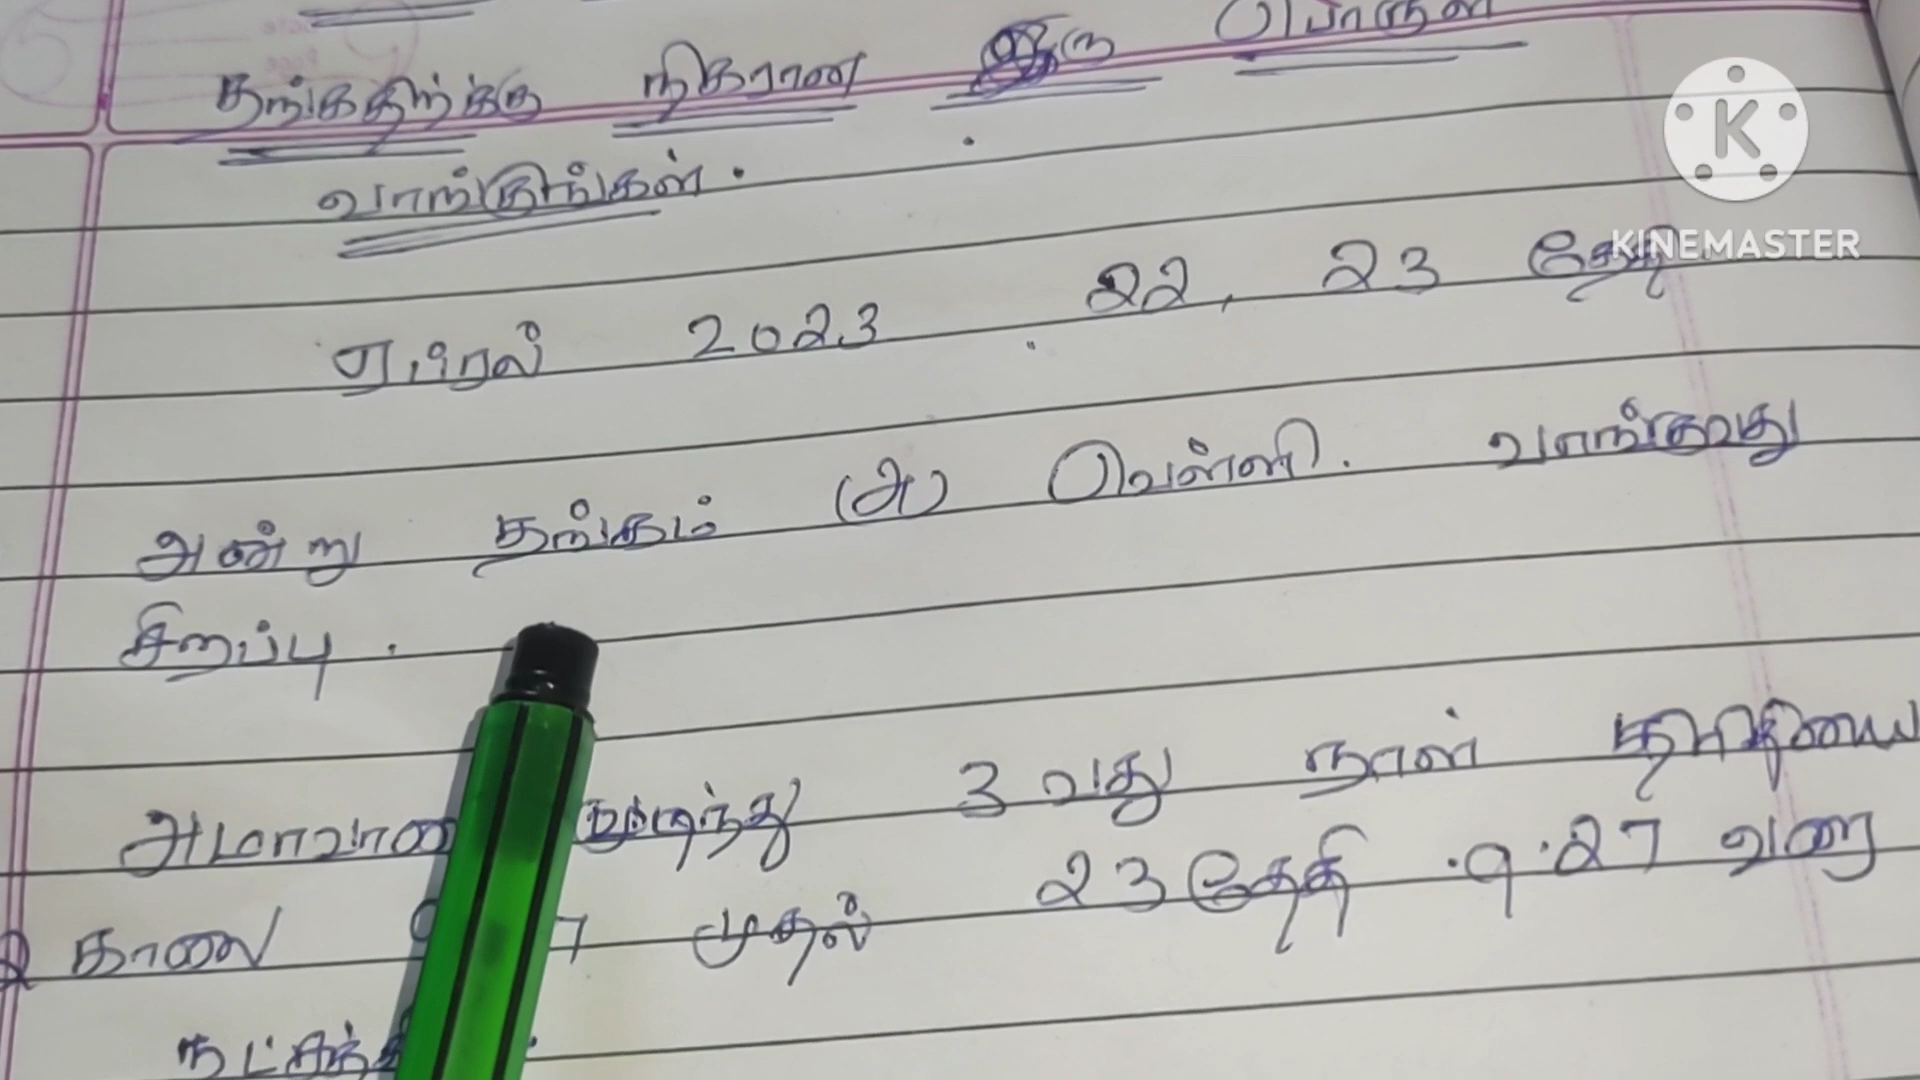 தங்கதிற்கு நிகரான இரு பொருள்
வாங்குங்கள்.
K
KINEMASTER
ஏப்ரல் 2023 22, 23 தேதி
அன்று தங்கம் (அ) வெள்ளி. வாங்குவது
சிறப்பு.
அமாவா முடிந்து 3 வது நாள் திரிதியை
காலை 7 முதல் 23 தேதி .9.27 வரை